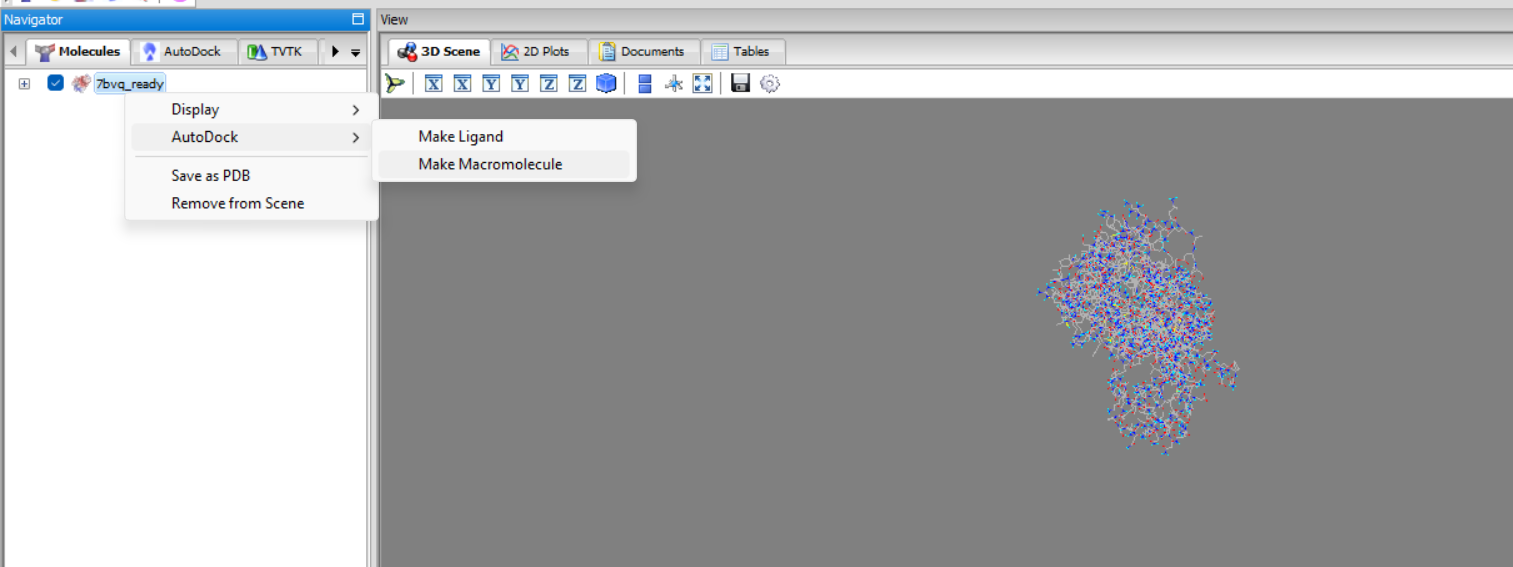 Navigator
View
Molecules
AutoDock
TVTK
3D Scene
2D Plots
Documents
Tables
7bvq_ready
X
X
Y
Y
Z
Z
Display
AutoDock
Make Ligand
Make Macromolecule
Save as PDB
Remove from Scene